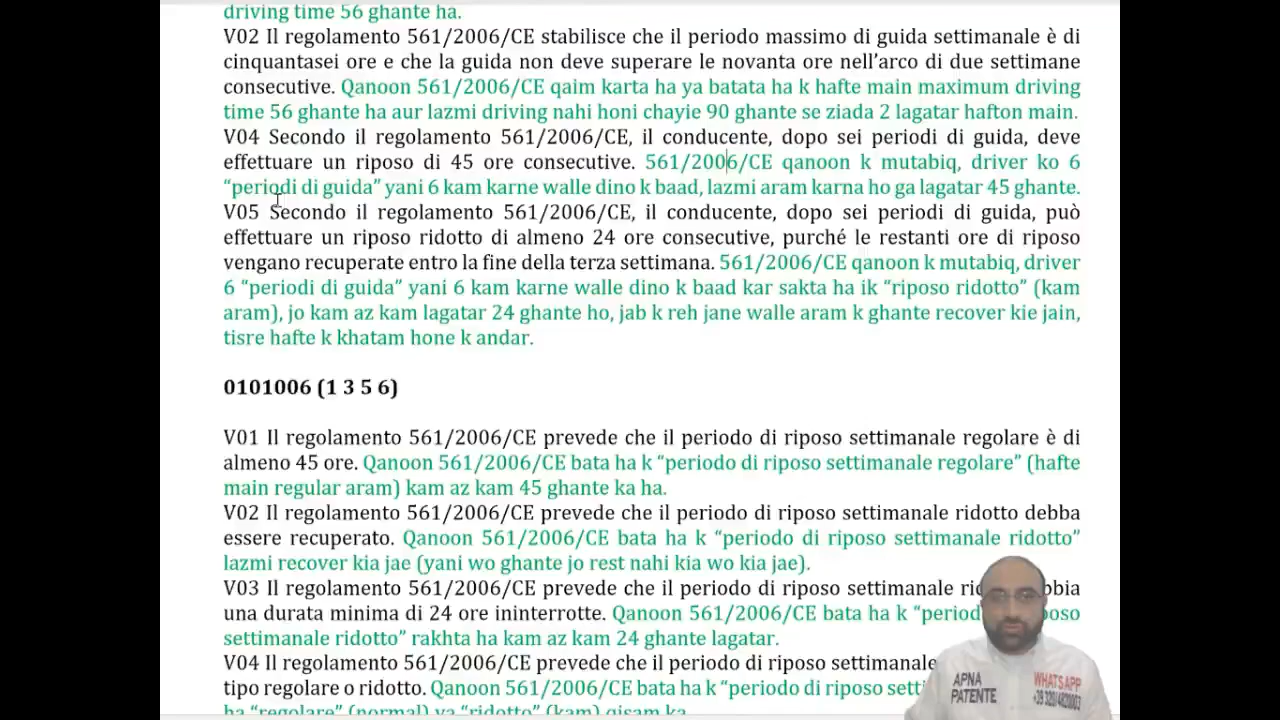 driving time 56 ghante ha.
V02 Il regolamento 561/2006/CE stabilisce che il periodo massimo di guida settimanale è di
cinquantasei ore e che la guida non deve superare le novanta ore nell’arco di due settimane
consecutive. Qanoon 561/2006/CE qaim karta ha ya batata ha k hafte main maximum driving
time 56 ghante ha aur lazmi driving nahi honi chayie 90 ghante se ziada 2 lagatar hafton main.
V04 Secondo il regolamento 561/2006/CE, il conducente, dopo sei periodi di guida, deve
effettuare un riposo di 45 ore consecutive. 561/2006/CE qanoon k mutabiq, driver ko 6
“periodi di guida” yani 6 kam karne walle dino k baad, lazmi aram karna ho ga lagatar 45 ghante.
V05 Secondo il regolamento 561/2006/CE, il conducente, dopo sei periodi di guida, può
effettuare un riposo ridotto di almeno 24 ore consecutive, purché le restanti ore di riposo
vengano recuperate entro la fine della terza settimana. 561/2006/CE qanoon k mutabiq, driver
6 “periodi di guida” yani 6 kam karne walle dino k baad kar sakta ha ik “riposo ridotto” (kam
aram), jo kam az kam lagatar 24 ghante ho, jab k reh jane walle aram k ghante recover kie jain,
tisre hafte k khatam hone k andar.
0101006 (1 3 5 6)
V01 Il regolamento 561/2006/CE prevede che il periodo di riposo settimanale regolare è di
almeno 45 ore. Qanoon 561/2006/CE bata ha k “periodo di riposo settimanale regolare” (hafte
main regular aram) kam az kam 45 ghante ka ha.
V02 Il regolamento 561/2006/CE prevede che il periodo di riposo settimanale ridotto debba
essere recuperato. Qanoon 561/2006/CE bata ha k “periodo di riposo settimanale ridotto”
lazmi recover kia jae (yani wo ghante jo rest nahi kia wo kia jae).
V03 Il regolamento 561/2006/CE prevede che il periodo di riposo settimanale ri bbia
una durata minima di 24 ore ininterrotte. Qanoon 561/2006/CE bata ha k “period oso
settimanale ridotto” rakhta ha kam az kam 24 ghante lagatar.
V04 Il regolamento 561/2006/CE prevede che il periodo di riposo settimanale
tipo regolare o ridotto. Qanoon 561/2006/CE bata ha k “periodo di riposo setti
ha “regolare” (normal) ya “ridotto” (kam) qisam ka.
APNA
PATENTE
WHATSAPP